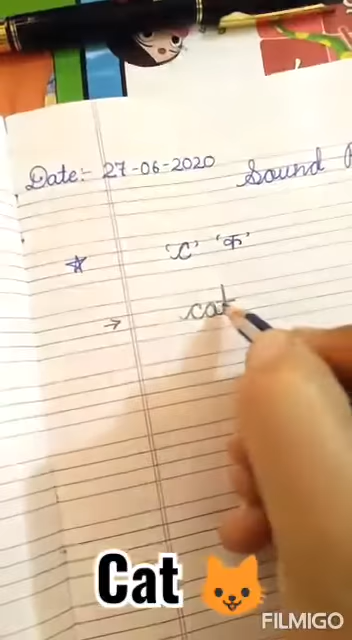 Date:- 27-06-2020
Sound
'C' 'क'
→ cat
Cat
FILMIGO